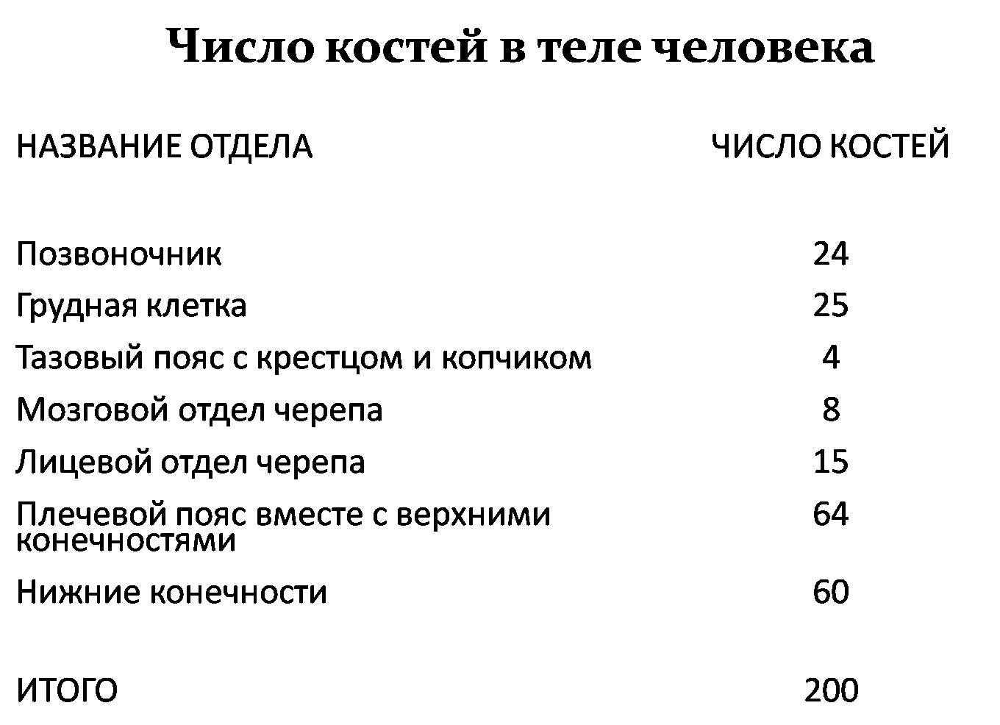 Число костей в теле человека
НАЗВАНИЕ ОТДЕЛА ЧИСЛО КОСТЕЙ
Позвоночник 24
Грудная клетка 25
Тазовый пояс с крестцом и копчиком 4
Мозговой отдел черепа 8
Лицевой отдел черепа 15
Плечевой пояс вместе с верхними 64
конечностями
Нижние конечности 60
ИТОГО 200